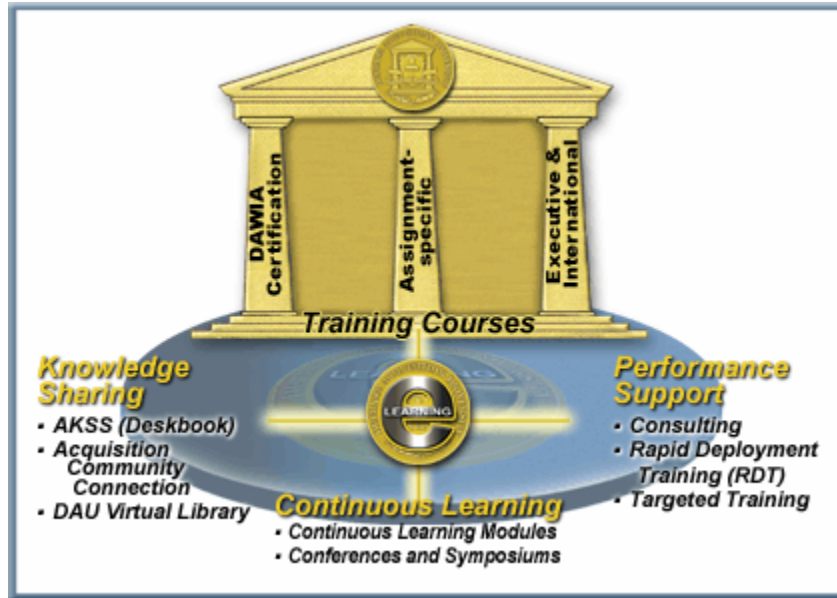 DAWIA
Certification
Assignment-
specific
Executive &
International
Training Courses
Knowledge
Sharing
▪ AKSS (Deskbook)
▪ Acquisition
Community
Connection
▪ DAU Virtual Library
LEARNING
e
LEARNING
Performance
Support
▪ Consulting
▪ Rapid Deployment
Training (RDT)
▪ Targeted Training
Continuous Learning
▪ Continuous Learning Modules
▪ Conferences and Symposiums